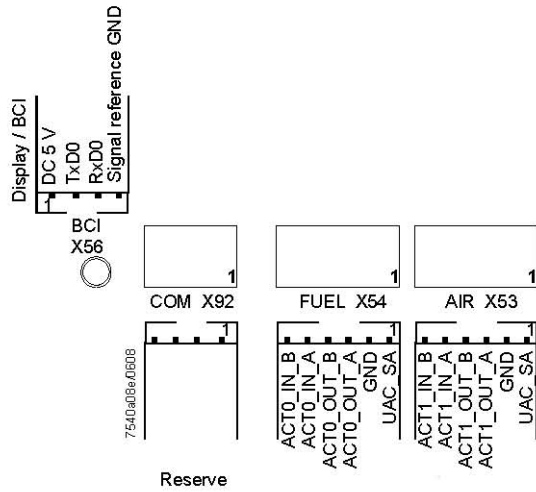 Display / BCI
DC 5 V
TxD0
RxD0
Signal reference GND
1
BCI
X56
1
1
1
COM X92
FUEL X54
AIR X53
1
1
1
7540a08e/0608
ACT0_IN_B
ACT0_IN_A
ACT0_OUT_B
ACT0_OUT_A
GND
UAC_SA
ACT1_IN_B
ACT1_IN_A
ACT1_OUT_B
ACT1_OUT_A
GND
UAC_SA
Reserve